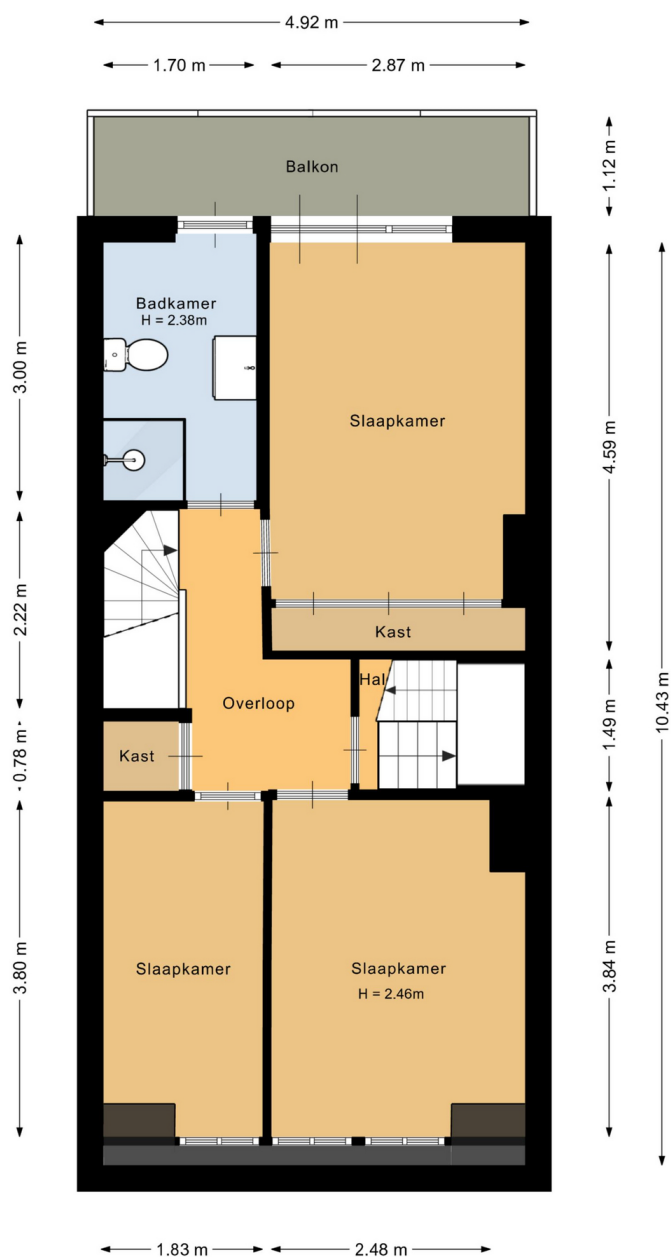 4.92 m
1.70 m
2.87 m
Balkon
1.12 m
Badkamer
H = 2.38m
3.00 m
Slaapkamer
4.59 m
2.22 m
Kast
Hal
Overloop
1.49 m
10.43 m
0.78 m
Kast
Slaapkamer
Slaapkamer
H = 2.46m
3.80 m
3.84 m
1.83 m
2.48 m